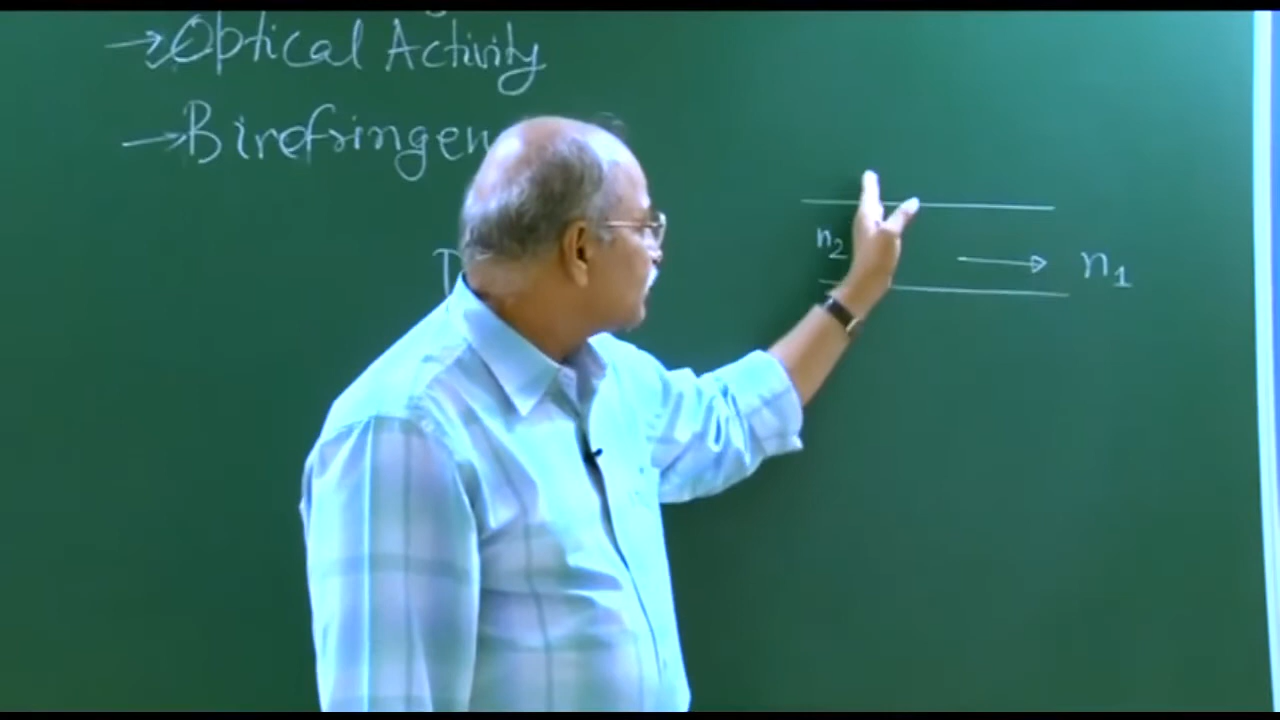 →Optical Activity
→Birefringen
n₂ → n₁